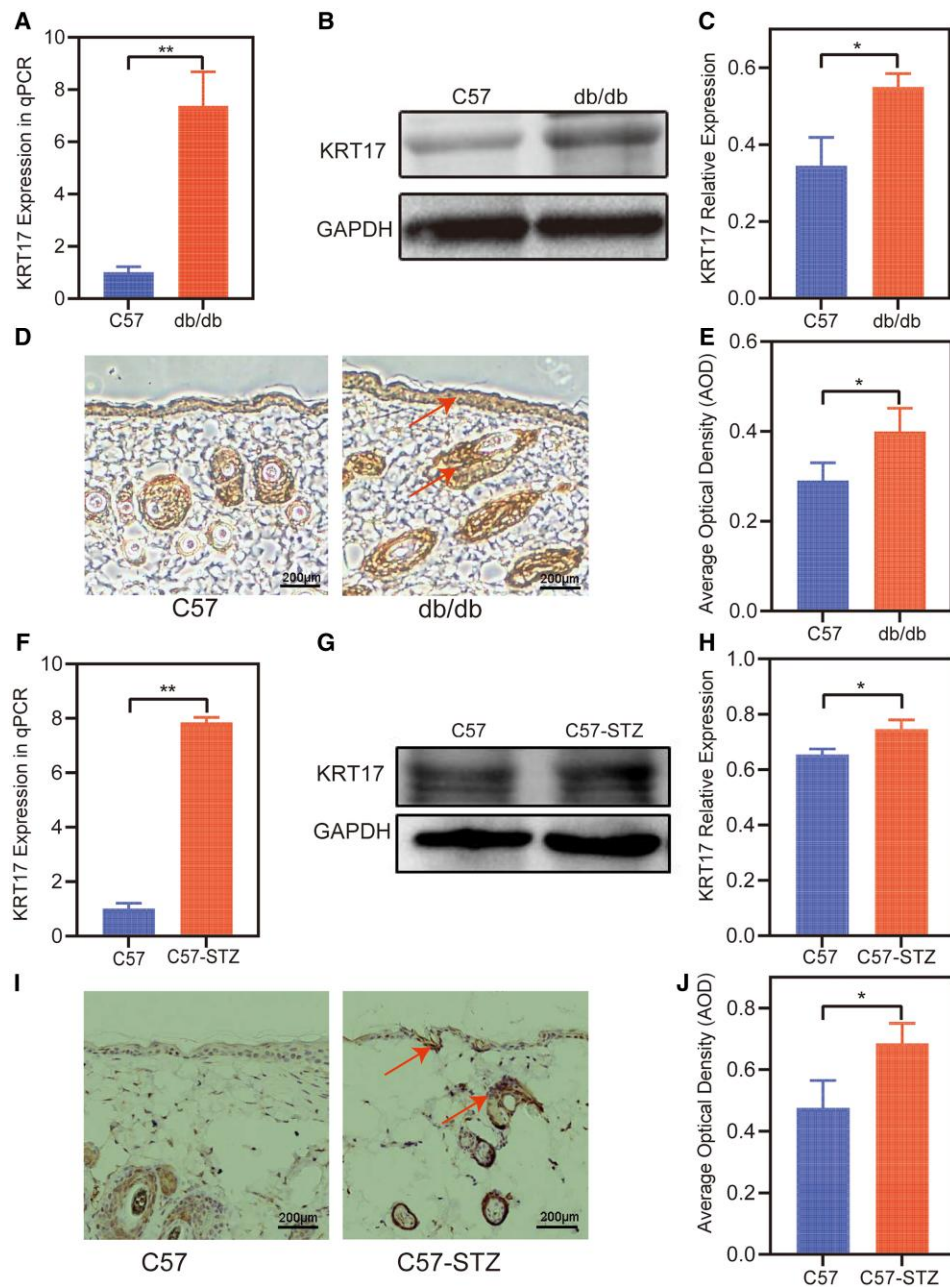 A
KRT17 Expression in qPCR
10
8
6
4
2
0
**
C57
db/db
B
C57
db/db
KRT17
GAPDH
C
KRT17 Relative Expression
0.6
0.4
0.2
0.0
*
C57
db/db
D
200μm
C57
200μm
db/db
E
Average Optical Density (AOD)
0.6
0.4
0.2
0.0
*
C57
db/db
F
KRT17 Expression in qPCR
10
8
6
4
2
0
**
C57
C57-STZ
G
C57
C57-STZ
KRT17
GAPDH
H
KRT17 Relative Expression
1.0
0.8
0.6
0.4
0.2
0.0
*
C57
C57-STZ
I
200μm
C57
200μm
C57-STZ
J
Average Optical Density (AOD)
0.8
0.6
0.4
0.2
0.0
*
C57
C57-STZ